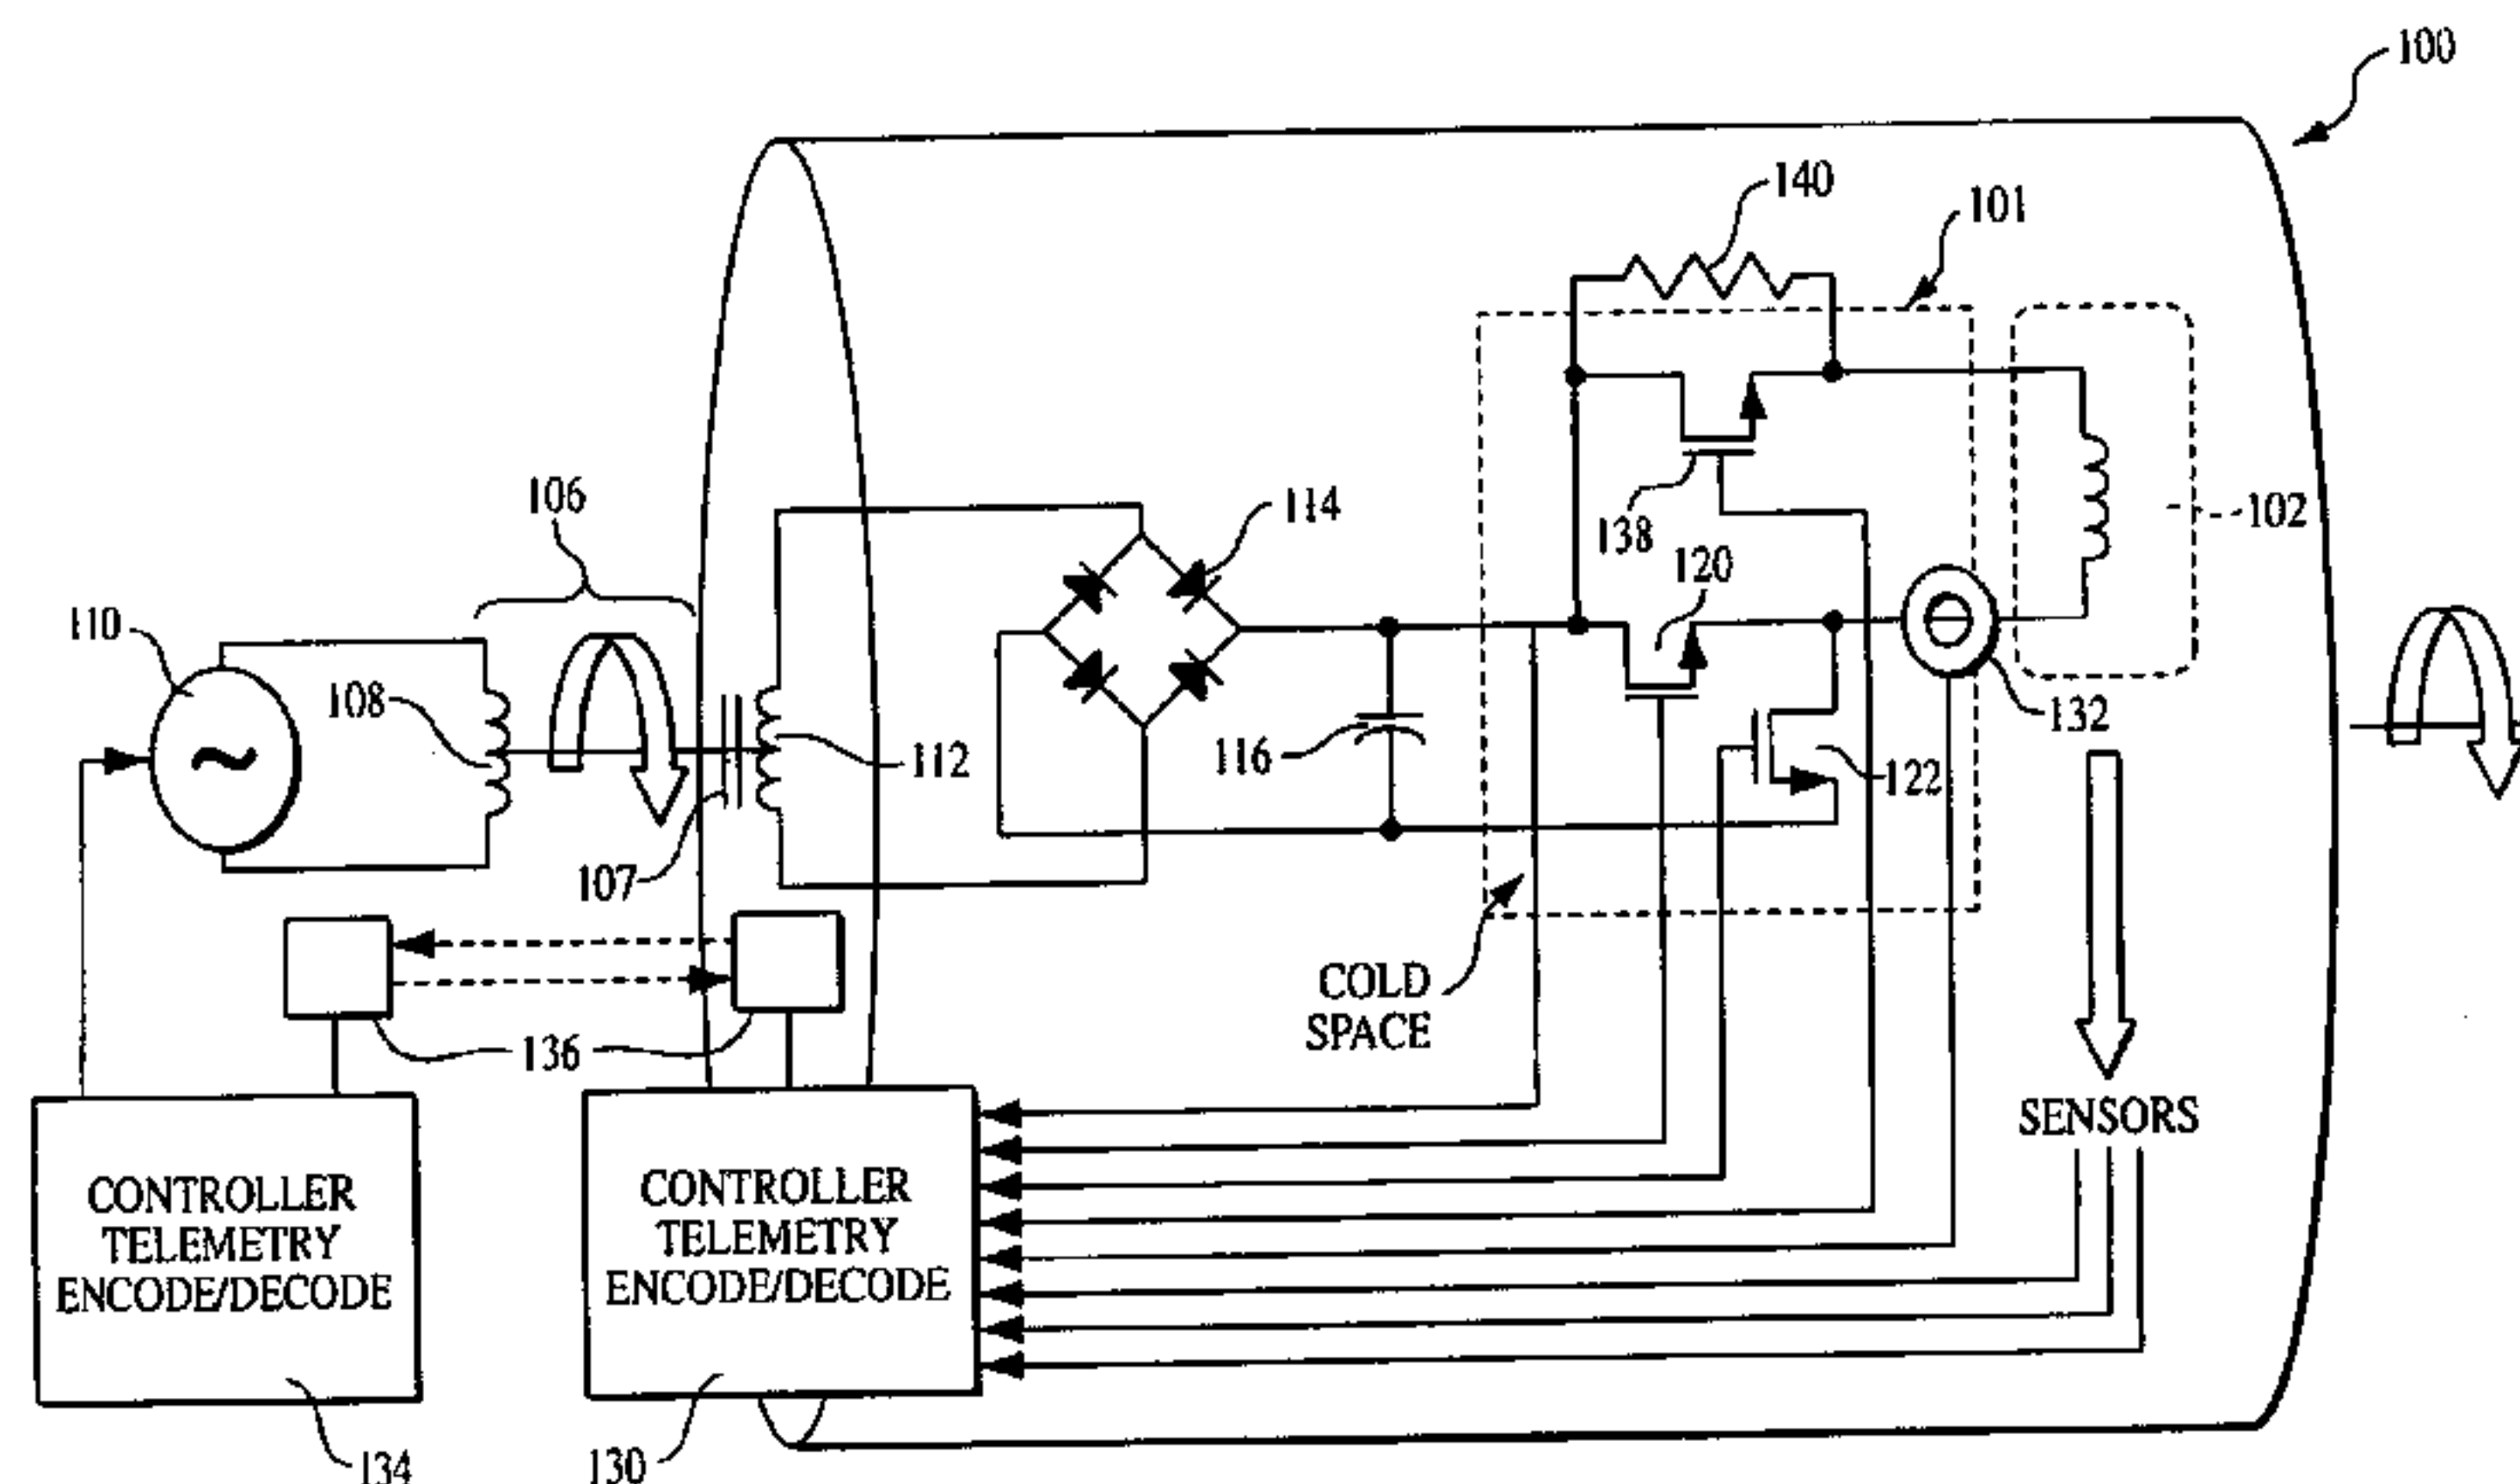 100
140
101
106
114
138
120
102
110
108
112
116
132
122
107
COLD
SPACE
136
SENSORS
CONTROLLER
TELEMETRY
ENCODE/DECODE
CONTROLLER
TELEMETRY
ENCODE/DECODE
134
130